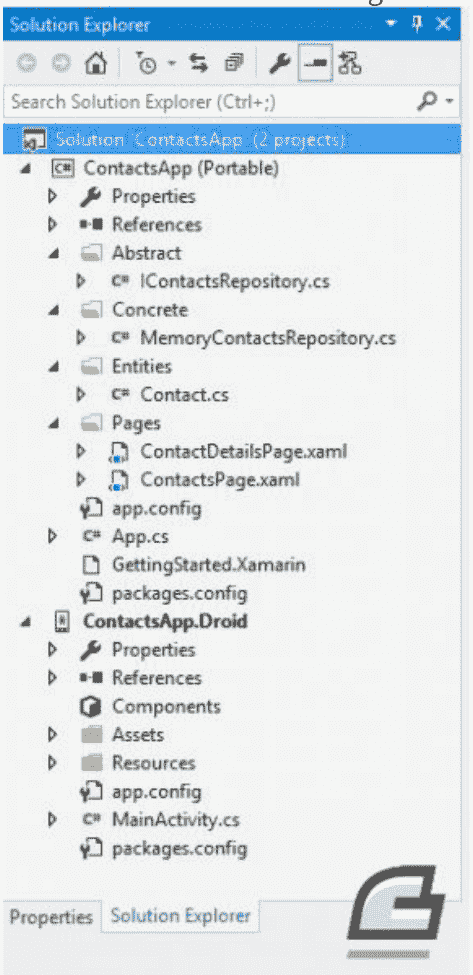 Solution Explorer
Search Solution Explorer (Ctrl+;)
Solution 'ContactsApp' (2 projects)
ContactsApp (Portable)
Properties
References
Abstract
C# IContactsRepository.cs
Concrete
C# MemoryContactsRepository.cs
Entities
C# Contact.cs
Pages
ContactDetailsPage.xaml
ContactsPage.xaml
app.config
C# App.cs
GettingStarted.Xamarin
packages.config
ContactsApp.Droid
Properties
References
Components
Assets
Resources
app.config
C# MainActivity.cs
packages.config
Properties Solution Explorer